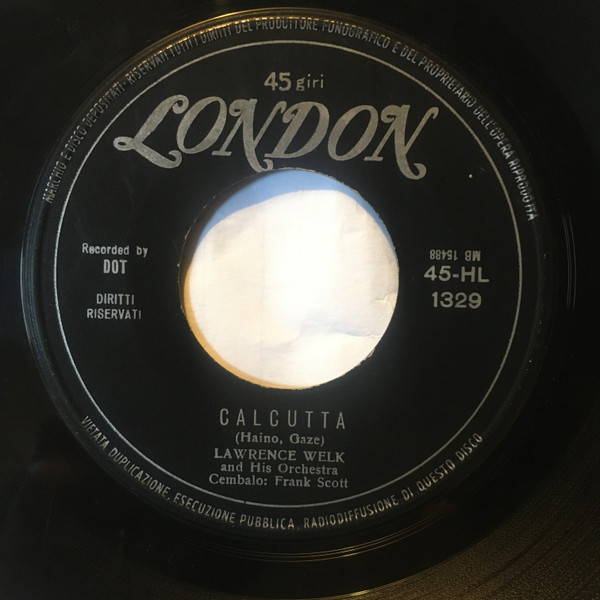 MARCHIO E DISCO DEPOSITATI - RISERVATI TUTTI I DIRITTI DEL PRODUTTORE FONOGRAFICO E DEL PROPRIETARIO DELL'OPERA RIPRODOTTA
45 giri
LONDON
Recorded by
DOT
DIRITTI
RISERVATI
MB 15488
45-HL
1329
CALCUTTA
(Haino, Gaze)
LAWRENCE WELK
and His Orchestra
Cembalo: Frank Scott
VIETATA DUPLICAZIONE, ESECUZIONE PUBBLICA, RADIODIFFUSIONE DI QUESTO DISCO